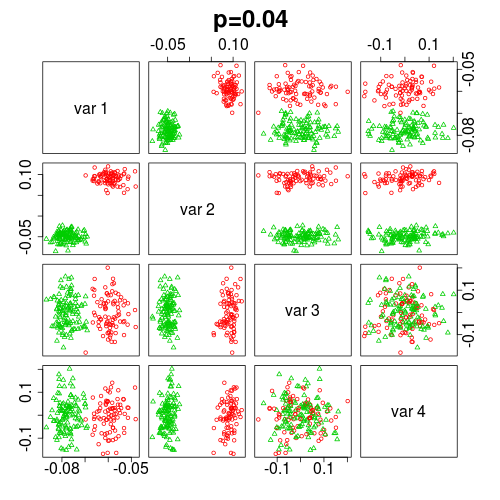 p=0.04
-0.05 0.10 -0.1 0.1
var 1
-0.08 -0.05
0.10
-0.05
var 2
var 3
-0.1 0.1
-0.1 0.1
var 4
-0.08 -0.05 -0.1 0.1